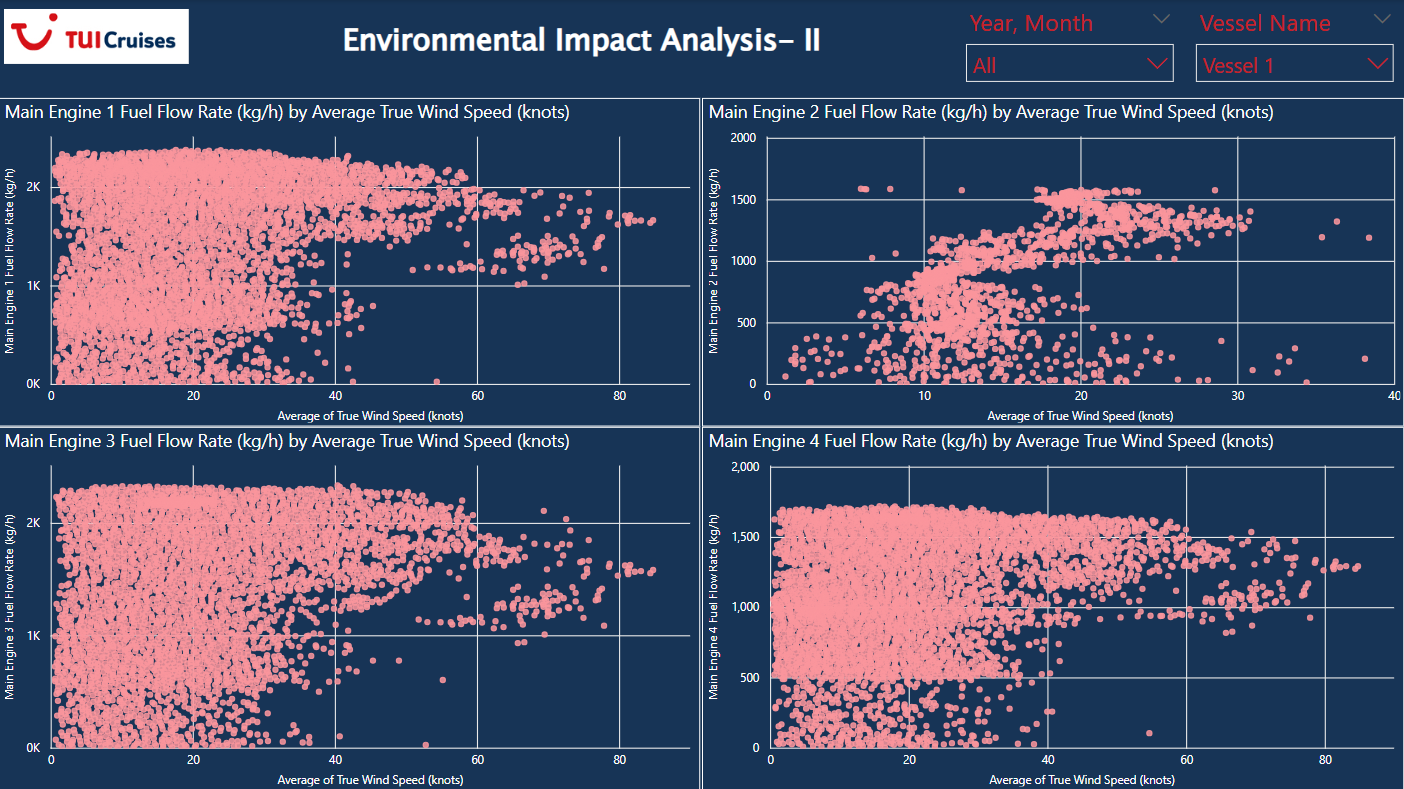 TUI Cruises
Environmental Impact Analysis- II
Year, Month
All
Vessel Name
Vessel 1
Main Engine 1 Fuel Flow Rate (kg/h) by Average True Wind Speed (knots)
Main Engine 1 Fuel Flow Rate (kg/h)
2K
1K
0K
0 20 40 60 80
Average of True Wind Speed (knots)
Main Engine 2 Fuel Flow Rate (kg/h) by Average True Wind Speed (knots)
Main Engine 2 Fuel Flow Rate (kg/h)
2000
1500
1000
500
0
0 10 20 30 40
Average of True Wind Speed (knots)
Main Engine 3 Fuel Flow Rate (kg/h) by Average True Wind Speed (knots)
Main Engine 3 Fuel Flow Rate (kg/h)
2K
1K
0K
0 20 40 60 80
Average of True Wind Speed (knots)
Main Engine 4 Fuel Flow Rate (kg/h) by Average True Wind Speed (knots)
Main Engine 4 Fuel Flow Rate (kg/h)
2,000
1,500
1,000
500
0
0 20 40 60 80
Average of True Wind Speed (knots)